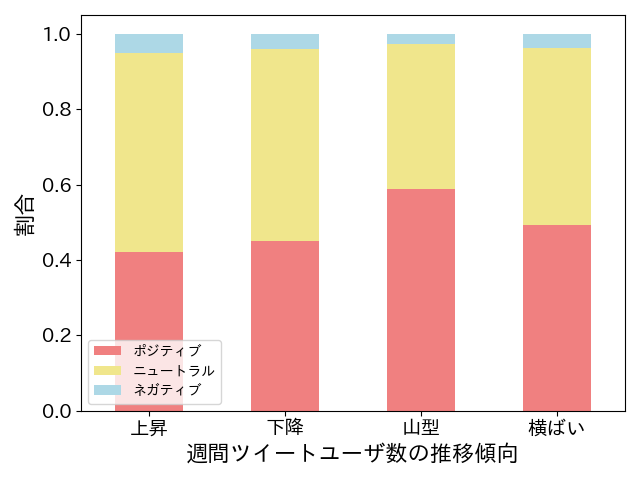 1.0
0.8
0.6
0.4
0.2
0.0
割合
ポジティブ
ニュートラル
ネガティブ
上昇 下降 山型 横ばい
週間ツイートユーザ数の推移傾向